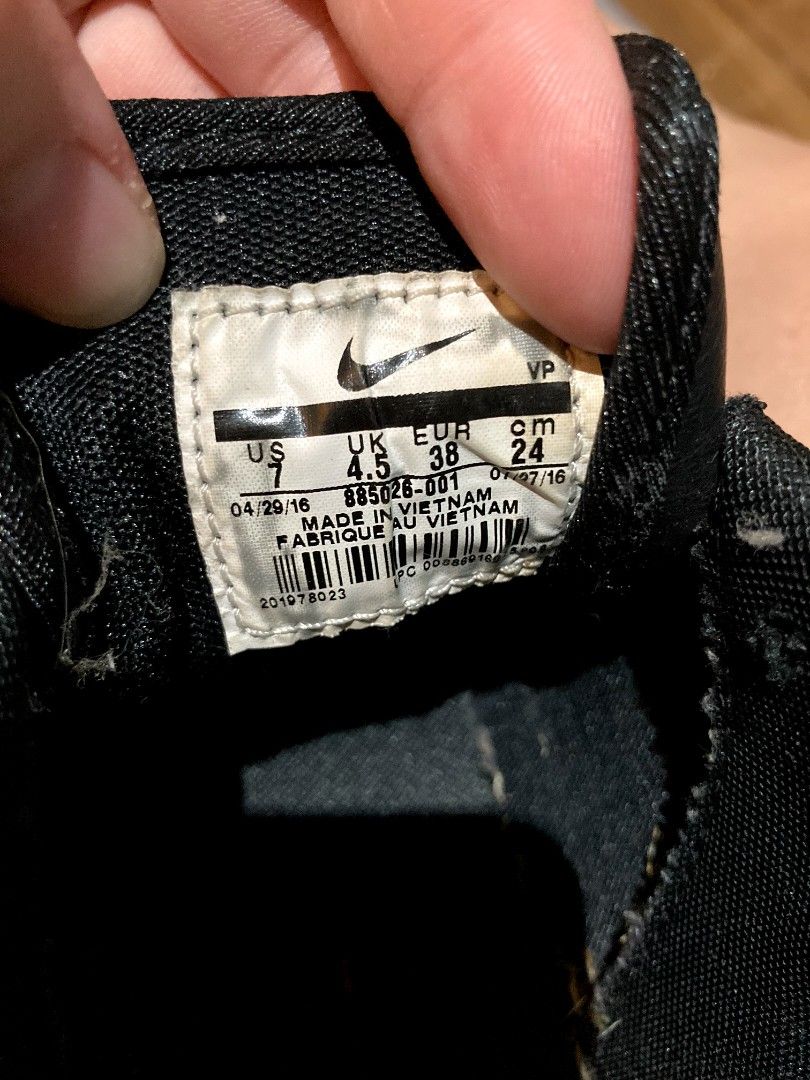 VP
US UK EUR cm
7 4.5 38 24
04/29/16 885026-001 07/27/16
MADE IN VIETNAM
FABRIQUE AU VIETNAM
201978023